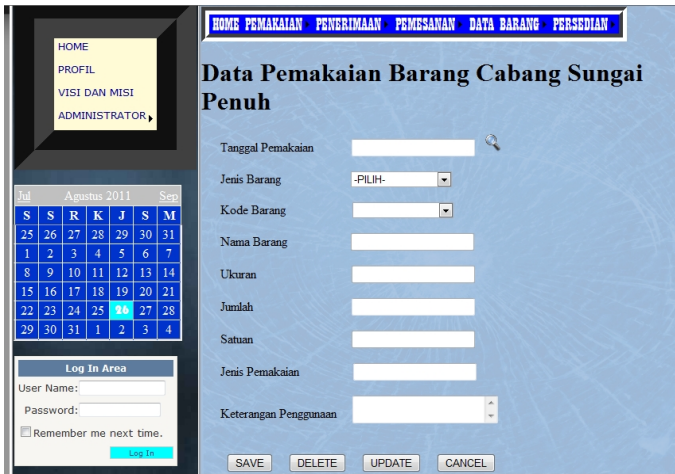 HOME PEMAKAIAN PENERIMAAN PEMESANAN DATA BARANG PERSEDIAN
HOME
PROFIL
VISI DAN MISI
ADMINISTRATOR
Data Pemakaian Barang Cabang Sungai
Penuh
Tanggal Pemakaian
Jenis Barang -PILIH-
Kode Barang
Nama Barang
Ukuran
Jumlah
Satuan
Jenis Pemakaian
Keterangan Penggunaan
SAVE DELETE UPDATE CANCEL
Jul Agustus 2011 Sep
S S R K J S M
25 26 27 28 29 30 31
1 2 3 4 5 6 7
8 9 10 11 12 13 14
15 16 17 18 19 20 21
22 23 24 25 26 27 28
29 30 31 1 2 3 4
Log In Area
User Name:
Password:
Remember me next time.
Log In